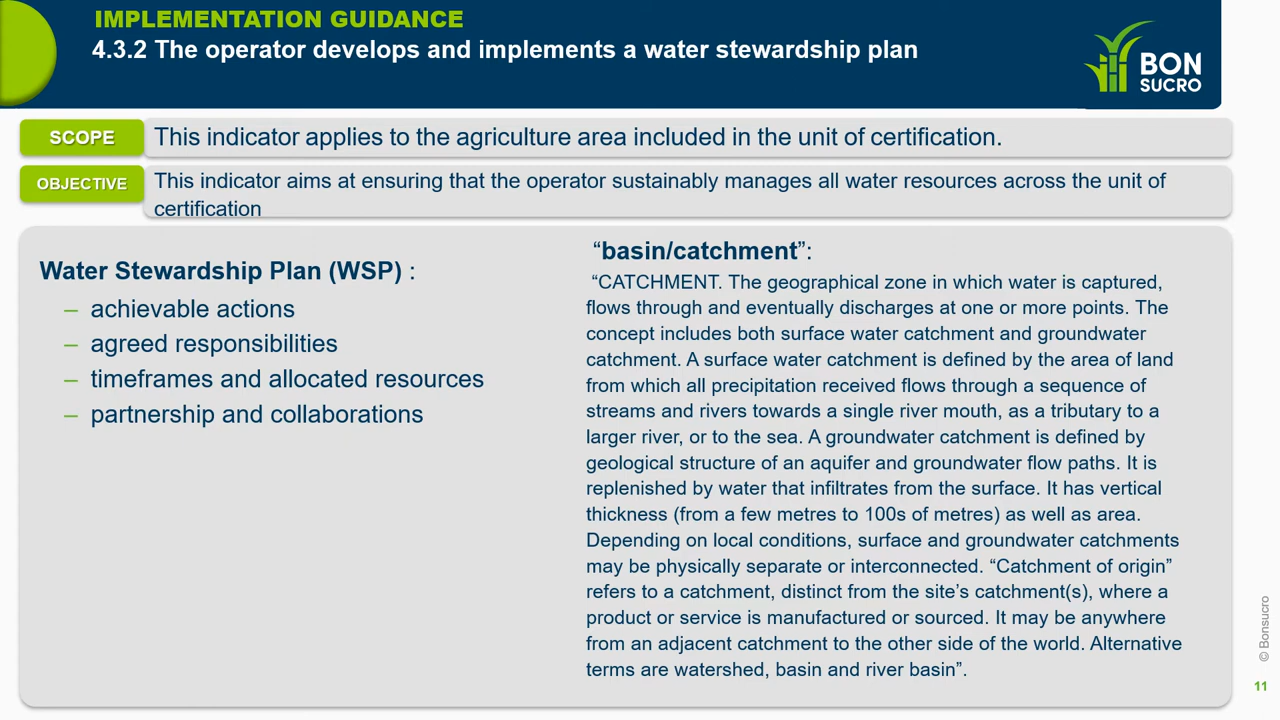 IMPLEMENTATION GUIDANCE
4.3.2 The operator develops and implements a water stewardship plan
BON
SUCRO
SCOPE
This indicator applies to the agriculture area included in the unit of certification.
OBJECTIVE
This indicator aims at ensuring that the operator sustainably manages all water resources across the unit of
certification
Water Stewardship Plan (WSP) :
– achievable actions
– agreed responsibilities
– timeframes and allocated resources
– partnership and collaborations
“basin/catchment”:
“CATCHMENT. The geographical zone in which water is captured,
flows through and eventually discharges at one or more points. The
concept includes both surface water catchment and groundwater
catchment. A surface water catchment is defined by the area of land
from which all precipitation received flows through a sequence of
streams and rivers towards a single river mouth, as a tributary to a
larger river, or to the sea. A groundwater catchment is defined by
geological structure of an aquifer and groundwater flow paths. It is
replenished by water that infiltrates from the surface. It has vertical
thickness (from a few metres to 100s of metres) as well as area.
Depending on local conditions, surface and groundwater catchments
may be physically separate or interconnected. “Catchment of origin”
refers to a catchment, distinct from the site’s catchment(s), where a
product or service is manufactured or sourced. It may be anywhere
from an adjacent catchment to the other side of the world. Alternative
terms are watershed, basin and river basin”.
© Bonsucro
11